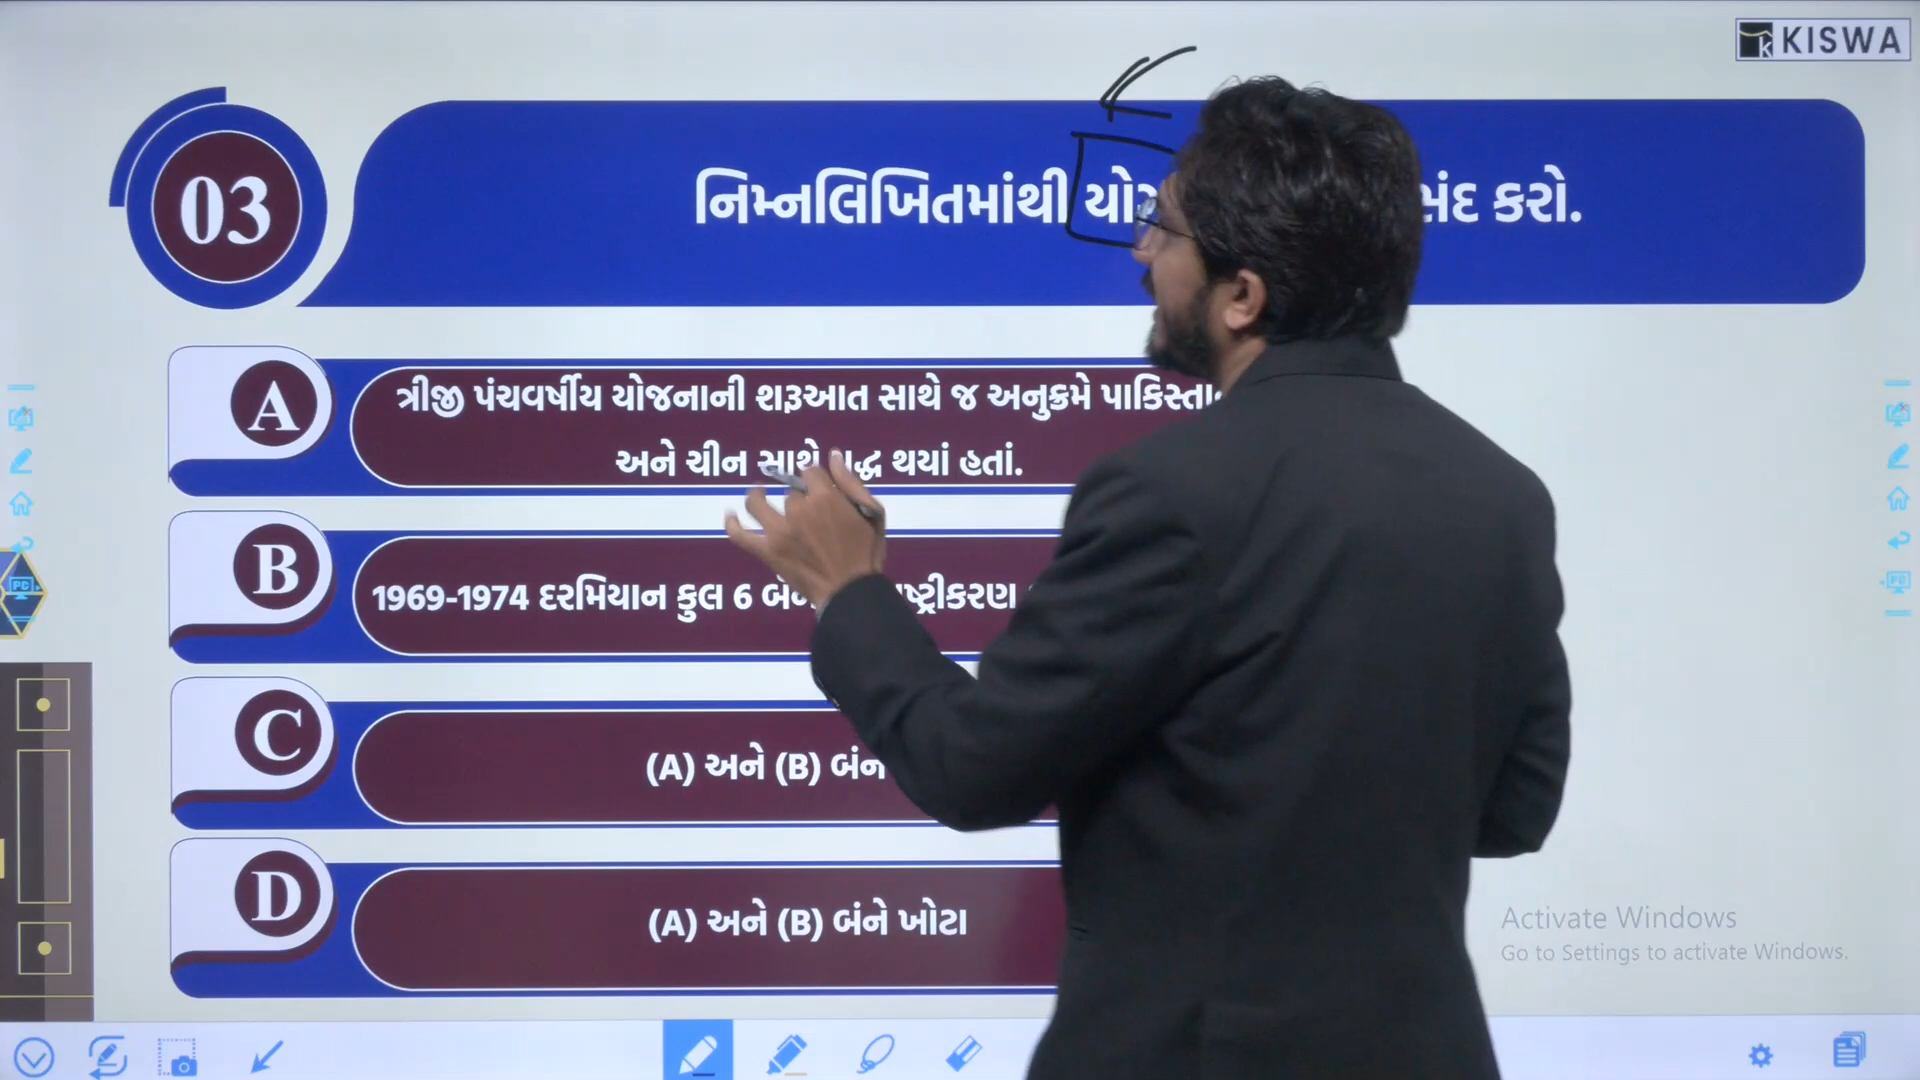 KISWA
03
નિમ્નલિખિતમાંથી સંદ કરો.
A
ત્રીજી પંચવર્ષીય યોજનાની શરૂઆત સાથે જ અનુક્રમે
અને ચીન સાથે થયાં હતાં.
B
1969-1974 દરમિયાન કુલ 6
C
(A) અને (B)
D
(A) અને (B) બંને ખોટા
Activate Windows
Go to Settings to activate Windows.